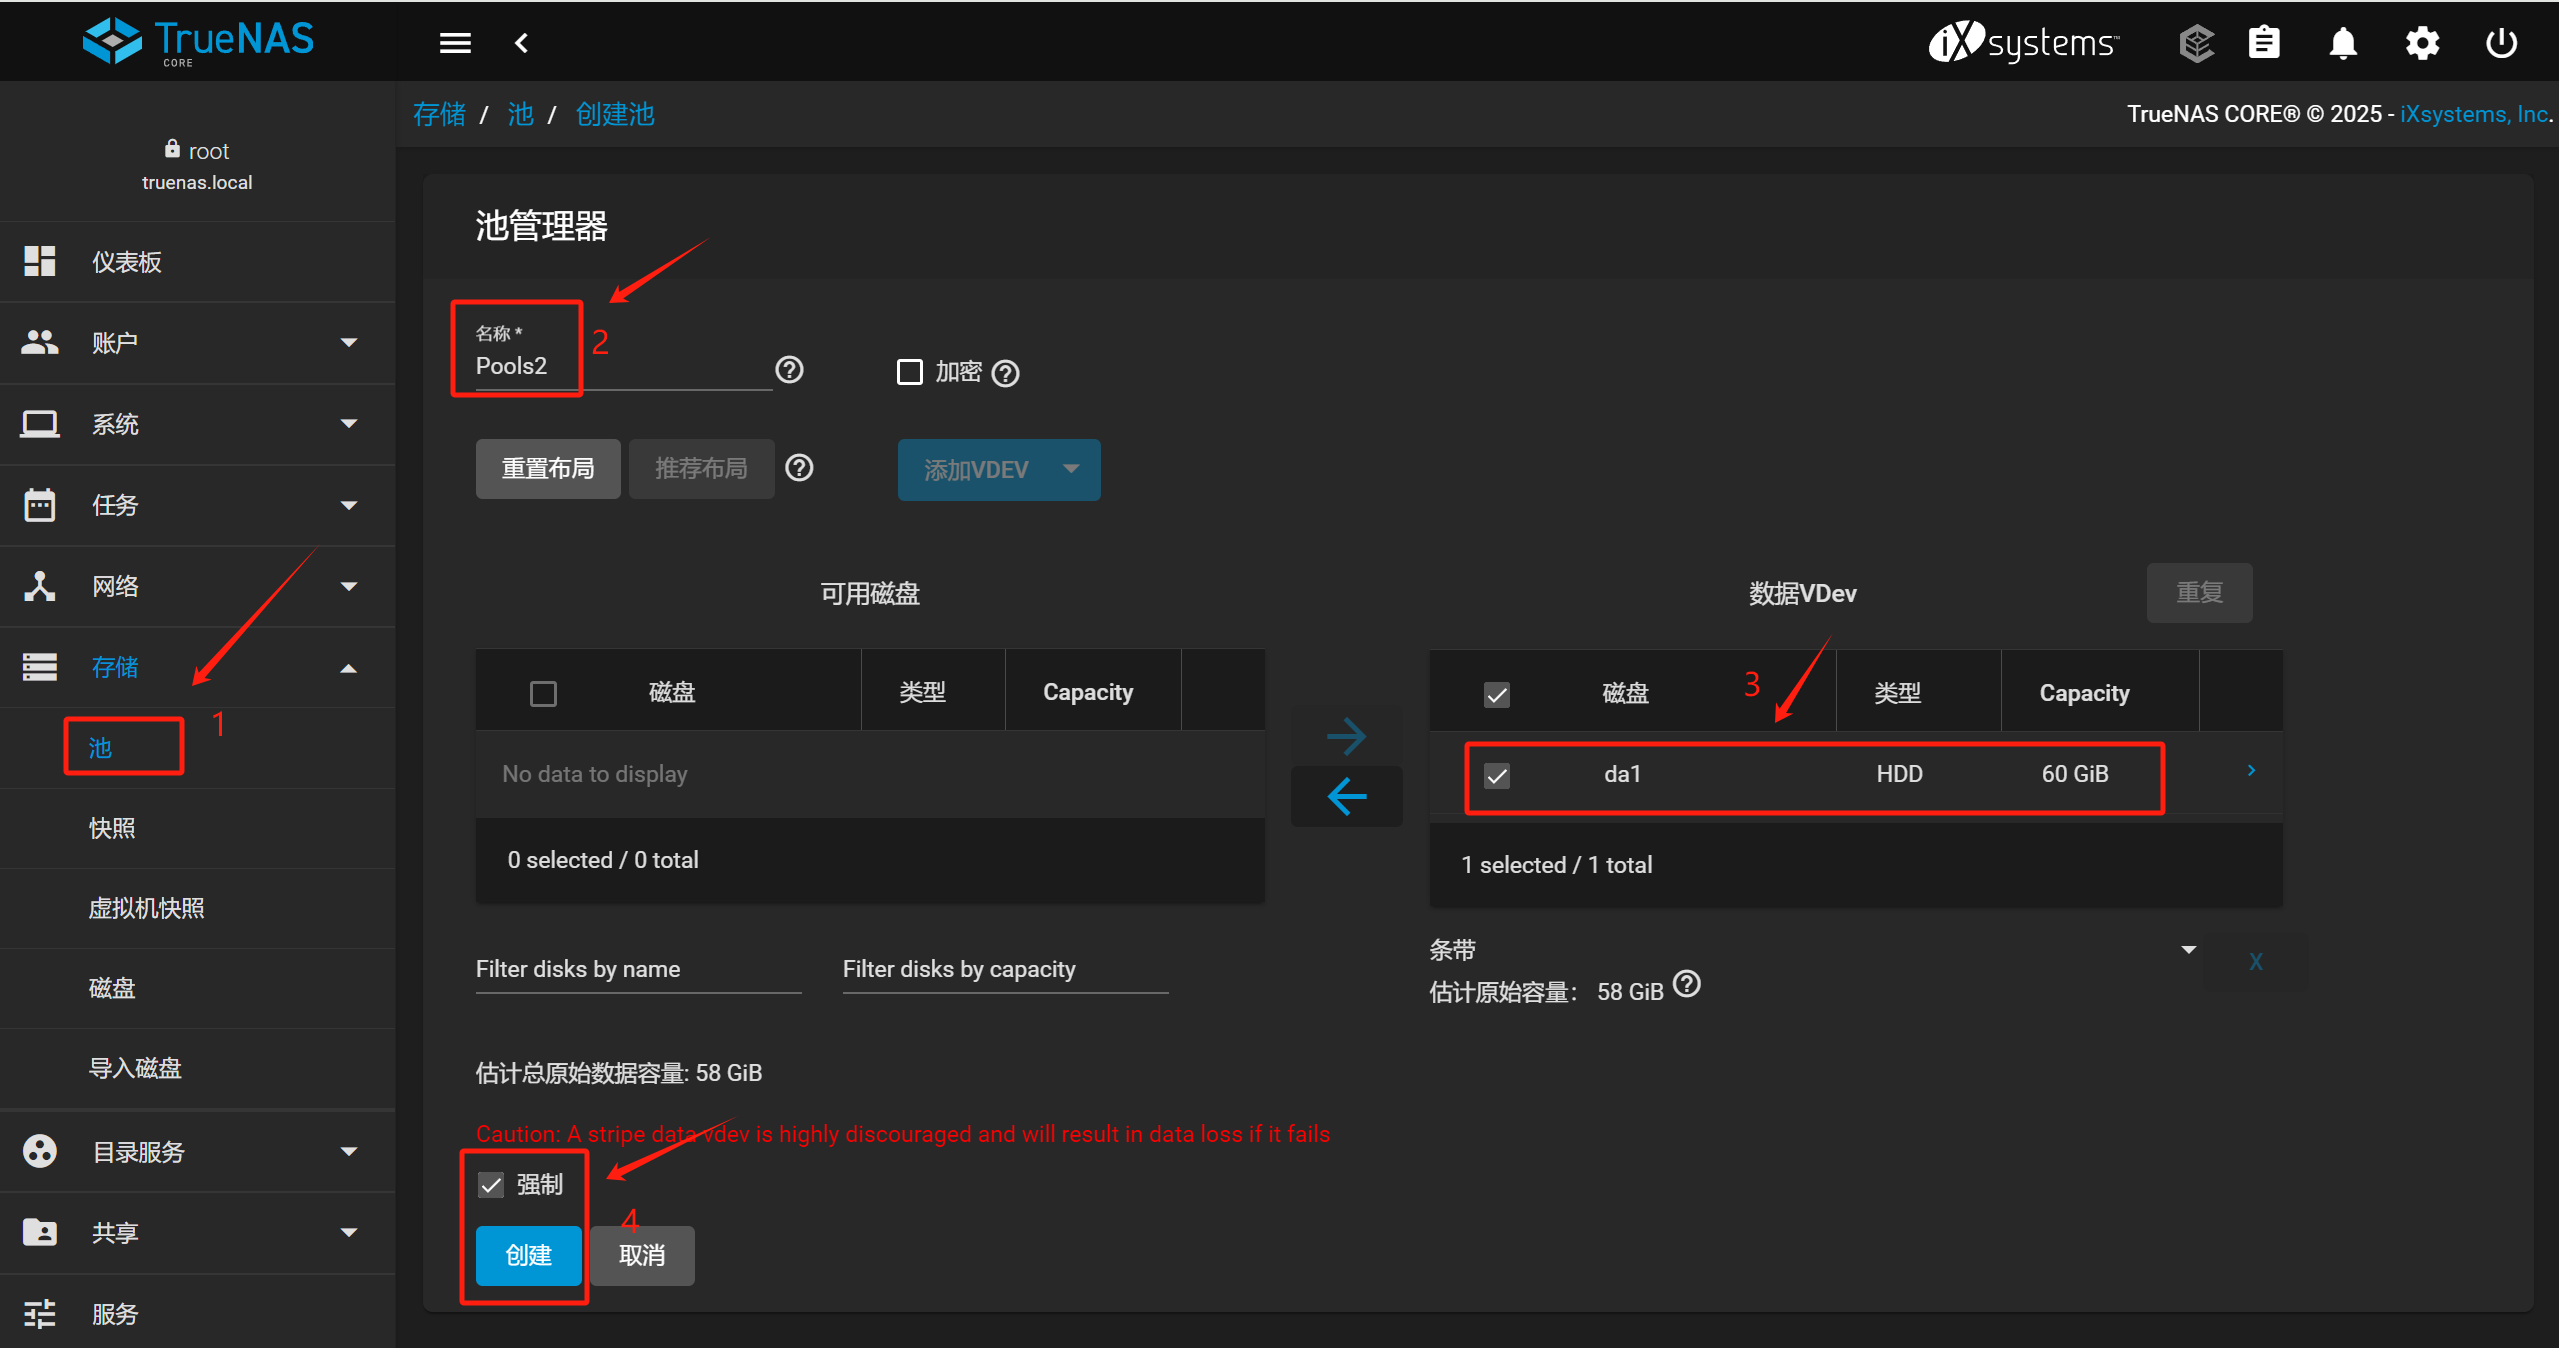 TrueNAS
CORE
iXsystems™
存储 / 池 / 创建池
TrueNAS CORE® © 2025 - iXsystems, Inc.
root
truenas.local
仪表板
账户
系统
任务
网络
存储
池
1
快照
虚拟机快照
磁盘
导入磁盘
目录服务
共享
服务
池管理器
名称 *
Pools2
2
加密
重置布局 推荐布局 添加VDEV
可用磁盘
磁盘 类型 Capacity
No data to display
0 selected / 0 total
Filter disks by name Filter disks by capacity
数据VDev 重复
3
磁盘 类型 Capacity
da1 HDD 60 GiB
1 selected / 1 total
条带
X
估计原始容量： 58 GiB
估计总原始数据容量: 58 GiB
Caution: A stripe data vdev is highly discouraged and will result in data loss if it fails
强制
4
创建 取消